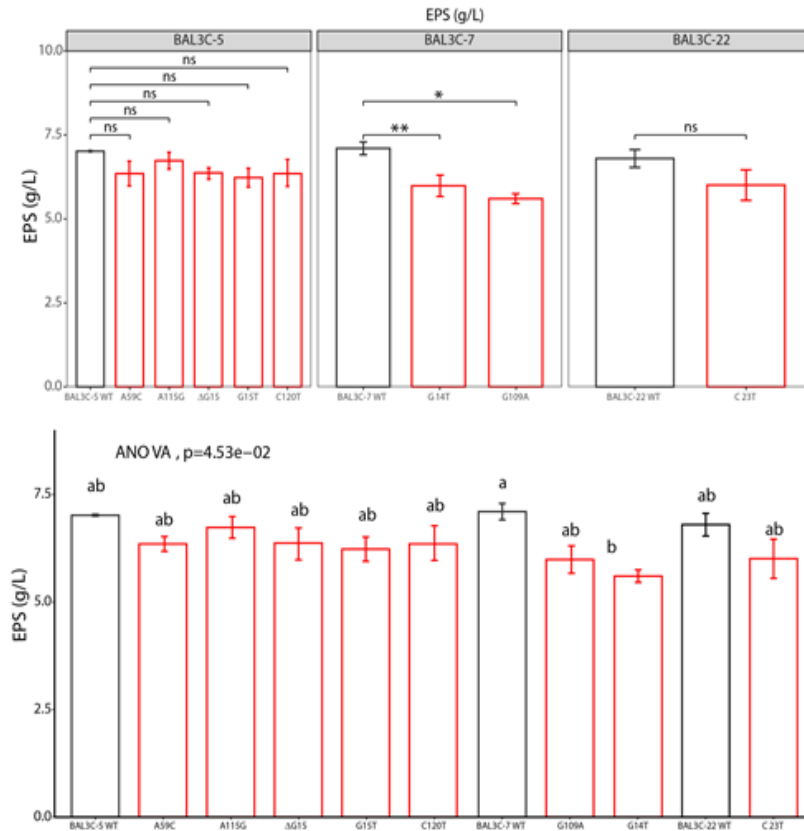 EPS (g/L)
BAL3C-5 BAL3C-7 BAL3C-22
10.0
7.5
5.0
2.5
0.0
EPS (g/L)
ns
ns
ns
ns
ns
*
**
ns
BAL3C-5 WT A59C A115G ΔG15 G15T C120T BAL3C-7 WT G14T G109A BAL3C-22 WT C23T
ANOVA , p=4.53e−02
7.5
5.0
2.5
0.0
EPS (g/L)
ab ab ab ab ab ab a ab b ab ab
BAL3C-5 WT A59C A115G ΔG15 G15T C120T BAL3C-7 WT G109A G14T BAL3C-22 WT C23T